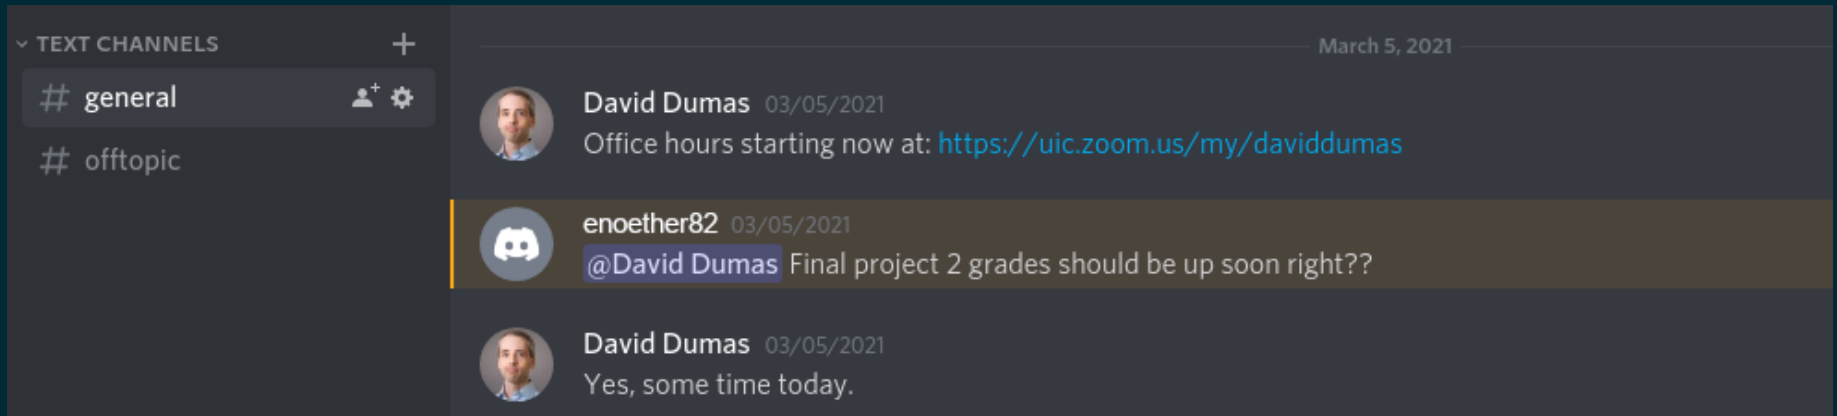 TEXT CHANNELS
# general
# offtopic
March 5, 2021
David Dumas 03/05/2021
Office hours starting now at: https://uic.zoom.us/my/daviddumas
enoether82 03/05/2021
@David Dumas Final project 2 grades should be up soon right??
David Dumas 03/05/2021
Yes, some time today.